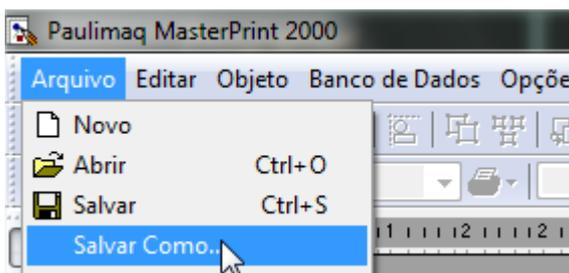 Paulimaq MasterPrint 2000
Arquivo Editar Objeto Banco de Dados
Novo
Abrir Ctrl+O
Salvar Ctrl+S
Salvar Como...